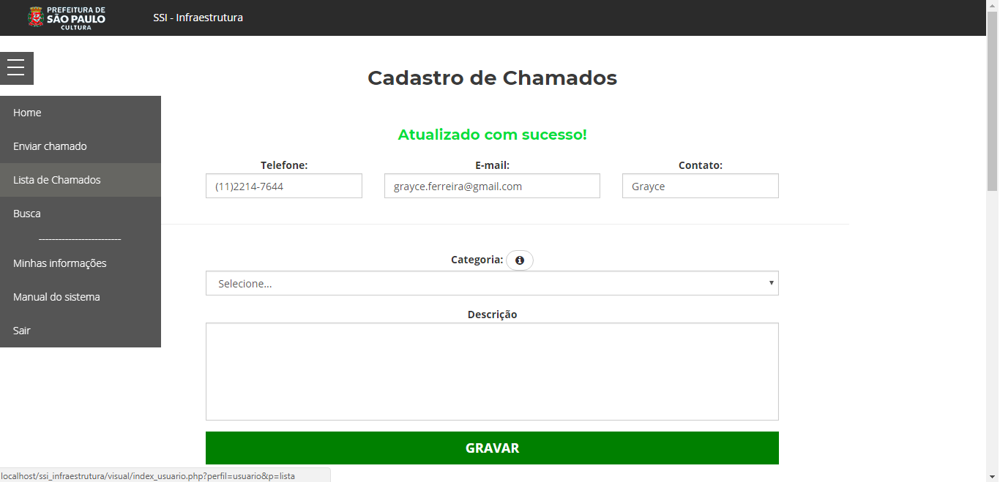 PREFEITURA DE
SÃO PAULO
CULTURA
SSI - Infraestrutura
Cadastro de Chamados
Home
Enviar chamado
Lista de Chamados
Busca
-------------------------
Minhas informações
Manual do sistema
Sair
Atualizado com sucesso!
Telefone: E-mail: Contato:
(11)2214-7644 grayce.ferreira@gmail.com Grayce
Categoria:
Selecione...
Descrição
GRAVAR
localhost/ssi_infraestrutura/visual/index_usuario.php?perfil=usuario&p=lista